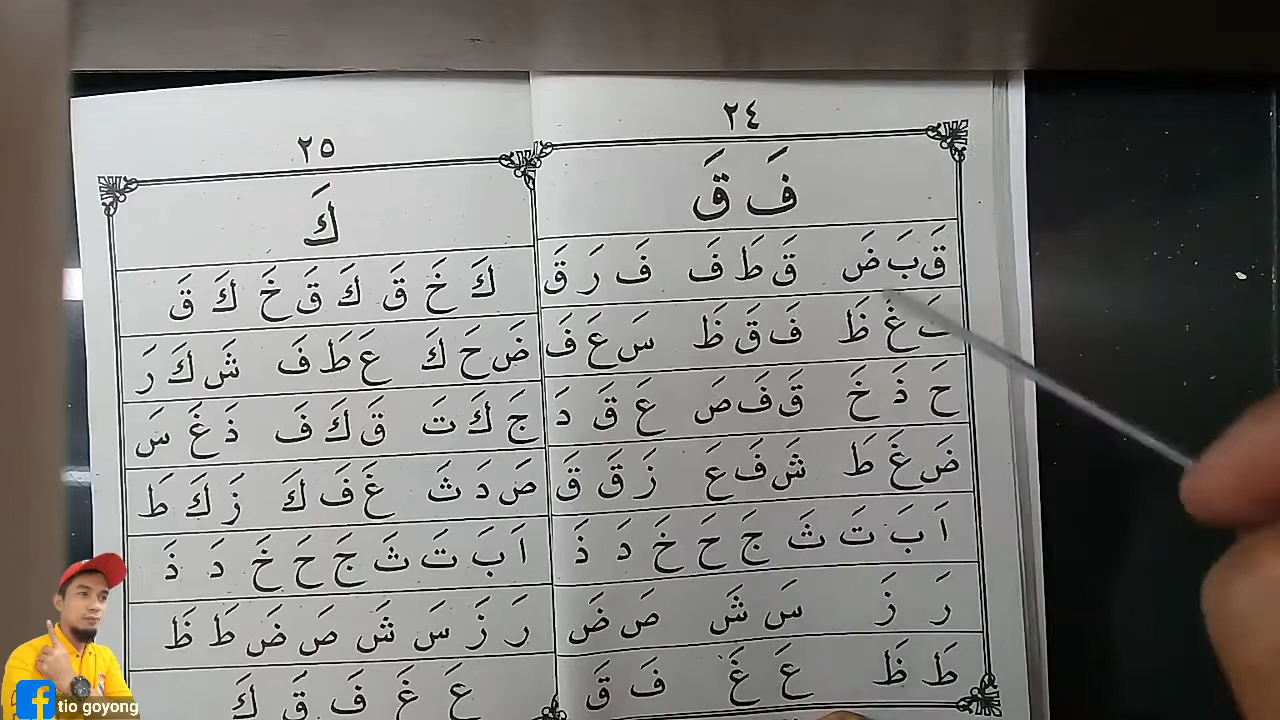 ٢٤
فَ قَ
قَ بَ ضَ قَ طَ فَ فَ رَ قَ
غَ ظَ فَ قَ ظَ سَ عَ فَ
حَ ذَ خَ قَ فَ صَ عَ قَ دَ
ضَ غَ طَ شَ فَ عَ زَ قَ قَ
اَ بَ تَ ثَ جَ حَ خَ دَ ذَ
رَ زَ سَ شَ صَ ضَ
طَ ظَ عَ غَ فَ قَ
٢٥
كَ
كَ خَ قَ كَ قَ خَ كَ قَ
ضَ حَ كَ عَ طَ فَ شَ كَ رَ
جَ كَ تَ قَ كَ فَ ذَ غَ سَ
صَ دَ ثَ غَ فَ كَ زَ كَ طَ
اَ بَ تَ ثَ جَ حَ خَ دَ ذَ
رَ زَ سَ شَ صَ ضَ طَ ظَ
عَ غَ فَ قَ كَ
f tio goyong